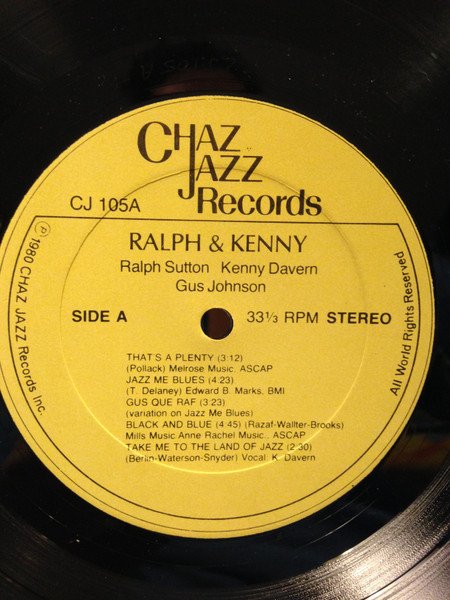 CHAZ
JAZZ
Records
CJ 105A
RALPH & KENNY
Ralph Sutton Kenny Davern
Gus Johnson
SIDE A
33⅓ RPM STEREO
℗ 1980 CHAZ JAZZ Records Inc.
All World Rights Reserved
THAT'S A PLENTY (3:12)
(Pollack) Melrose Music, ASCAP
JAZZ ME BLUES (4:23)
(T. Delaney) Edward B. Marks, BMI
GUS QUE RAF (3:23)
(variation on Jazz Me Blues)
BLACK AND BLUE (4:45) (Razaf-Wallter-Brooks)
Mills Music.Anne Rachel Music., ASCAP
TAKE ME TO THE LAND OF JAZZ (2:30)
(Berlin-Waterson-Snyder) Vocal: K. Davern